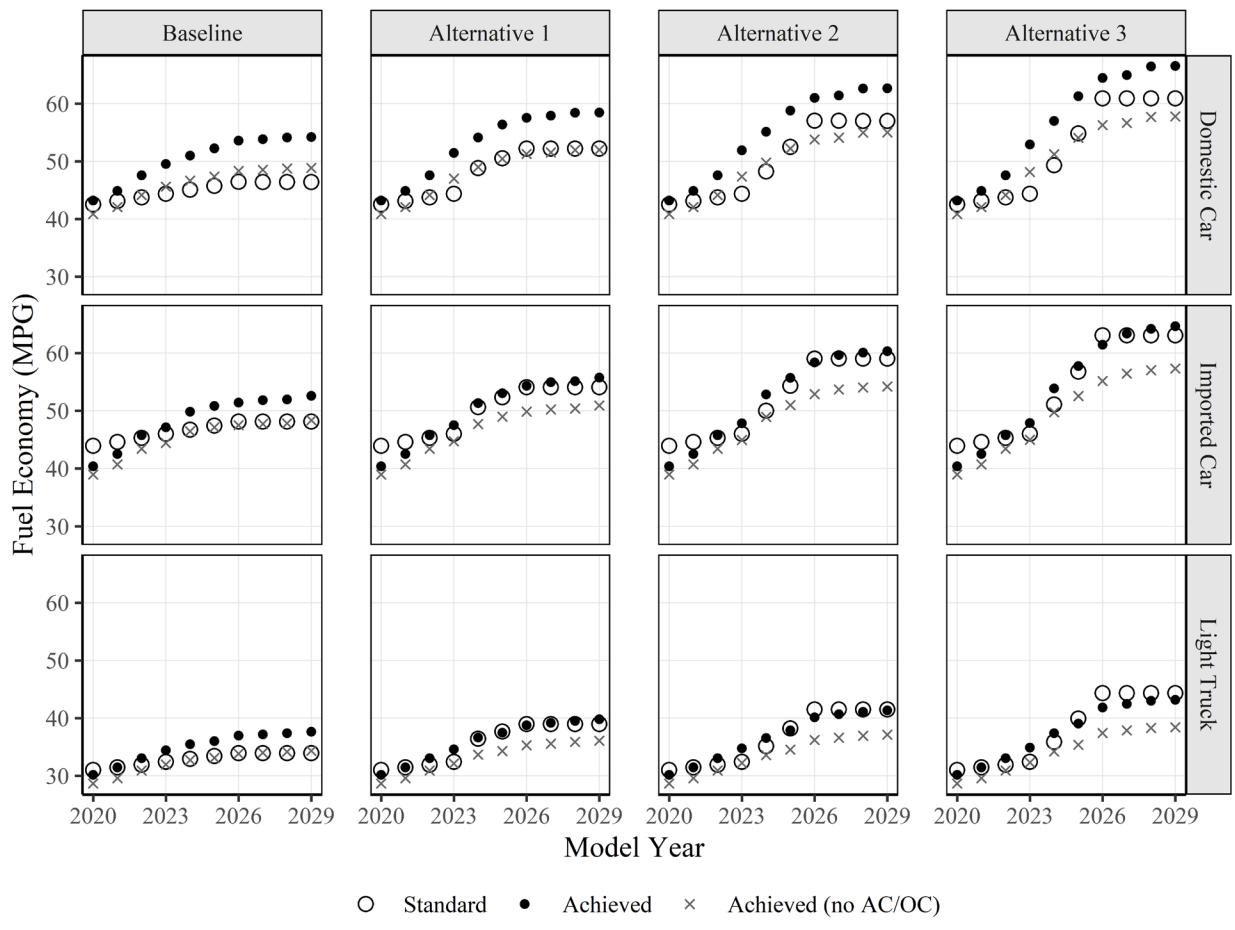 Baseline Alternative 1 Alternative 2 Alternative 3
Fuel Economy (MPG)
60
50
40
30
Domestic Car
60
50
40
30
Imported Car
60
50
40
30
Light Truck
2020 2023 2026 2029 2020 2023 2026 2029 2020 2023 2026 2029 2020 2023 2026 2029
Model Year
Standard Achieved Achieved (no AC/OC)